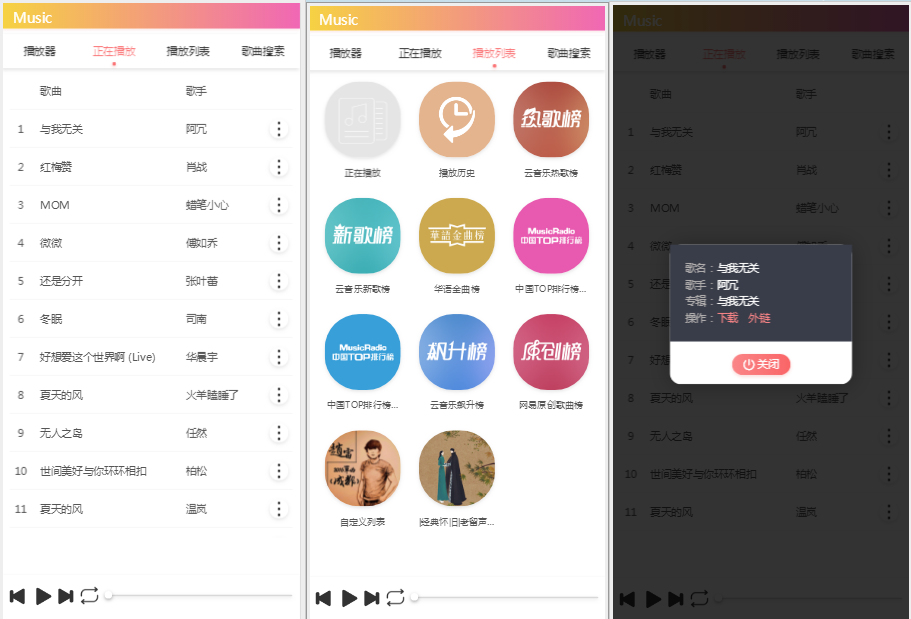 Music
播放器 正在播放 播放列表 歌曲搜索
歌曲 歌手
1 与我无关 阿冗
2 红梅赞 肖战
3 MOM 蜡笔小心
4 微微 傅如乔
5 还是分开 张叶蕾
6 冬眠 司南
7 好想爱这个世界啊 (Live) 华晨宇
8 夏天的风 火羊瞌睡了
9 无人之岛 任然
10 世间美好与你环环相扣 柏松
11 夏天的风 温岚
Music
播放器 正在播放 播放列表 歌曲搜索
热歌榜
正在播放 播放历史 云音乐热歌榜
新歌榜 華語金曲榜 MusicRadio
中国TOP排行榜
云音乐新歌榜 华语金曲榜 中国TOP排行榜...
MusicRadio
中国TOP排行榜 飙升榜 原创榜
中国TOP排行榜... 云音乐飙升榜 网易原创歌曲榜
自定义列表 |经典怀旧|老留声...
Music
播放器 正在播放 播放列表 歌曲搜索
歌曲 歌手
1 与我无关 阿冗
2 红梅赞 肖战
3 MOM 蜡笔小心
4 微微
5 还是
6 冬眠
7 好想
8 夏天的风 火羊瞌睡了
9 无人之岛 任然
10 世间美好与你环环相扣 柏松
11 夏天的风 温岚
歌名：与我无关
歌手：阿冗
专辑：与我无关
操作：下载 外链
关闭